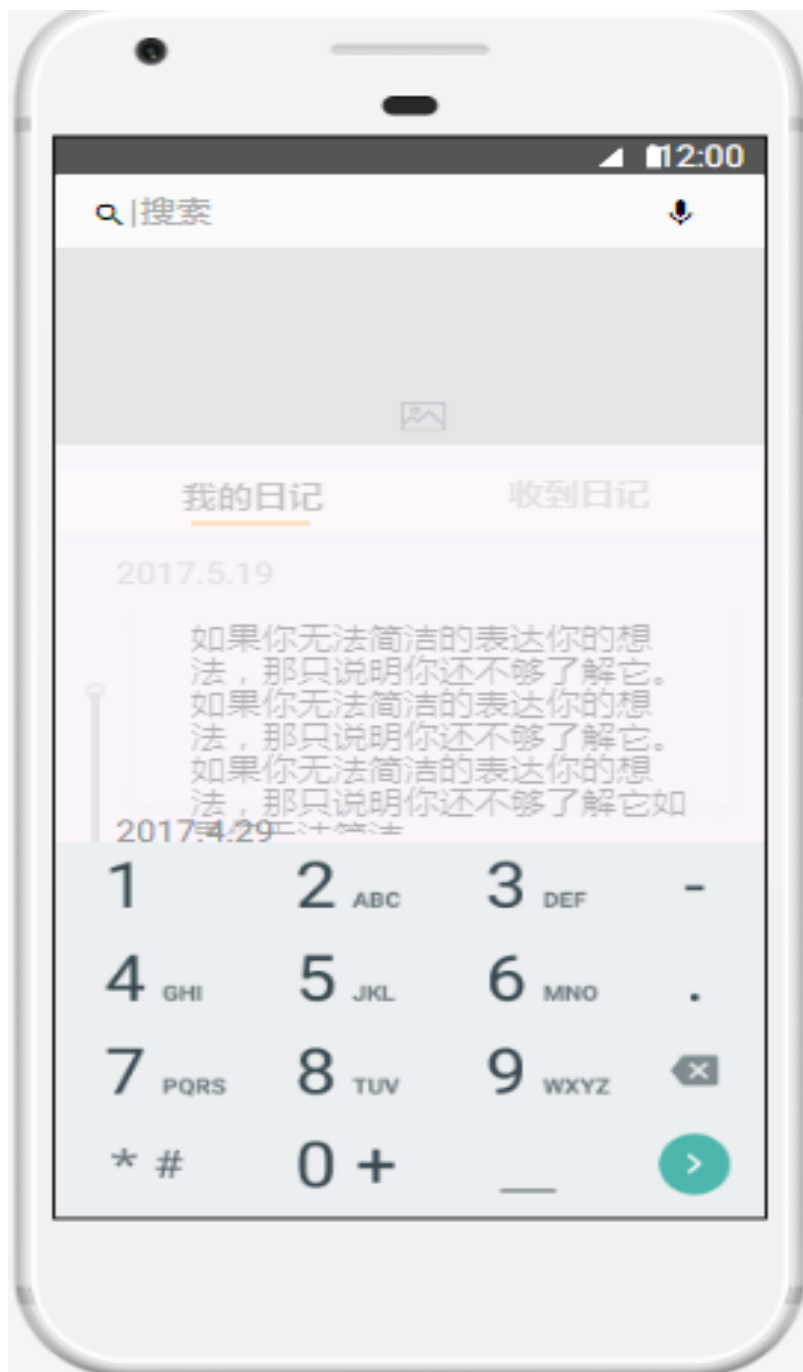 12:00
搜索
我的日记 收到日记
2017.5.19
如果你无法简洁的表达你的想
法，那只说明你还不够了解它。
如果你无法简洁的表达你的想
法，那只说明你还不够了解它。
如果你无法简洁的表达你的想
法，那只说明你还不够了解它如
2017.4.29
1 2 ABC 3 DEF -
4 GHI 5 JKL 6 MNO .
7 PQRS 8 TUV 9 WXYZ
* # 0 + _